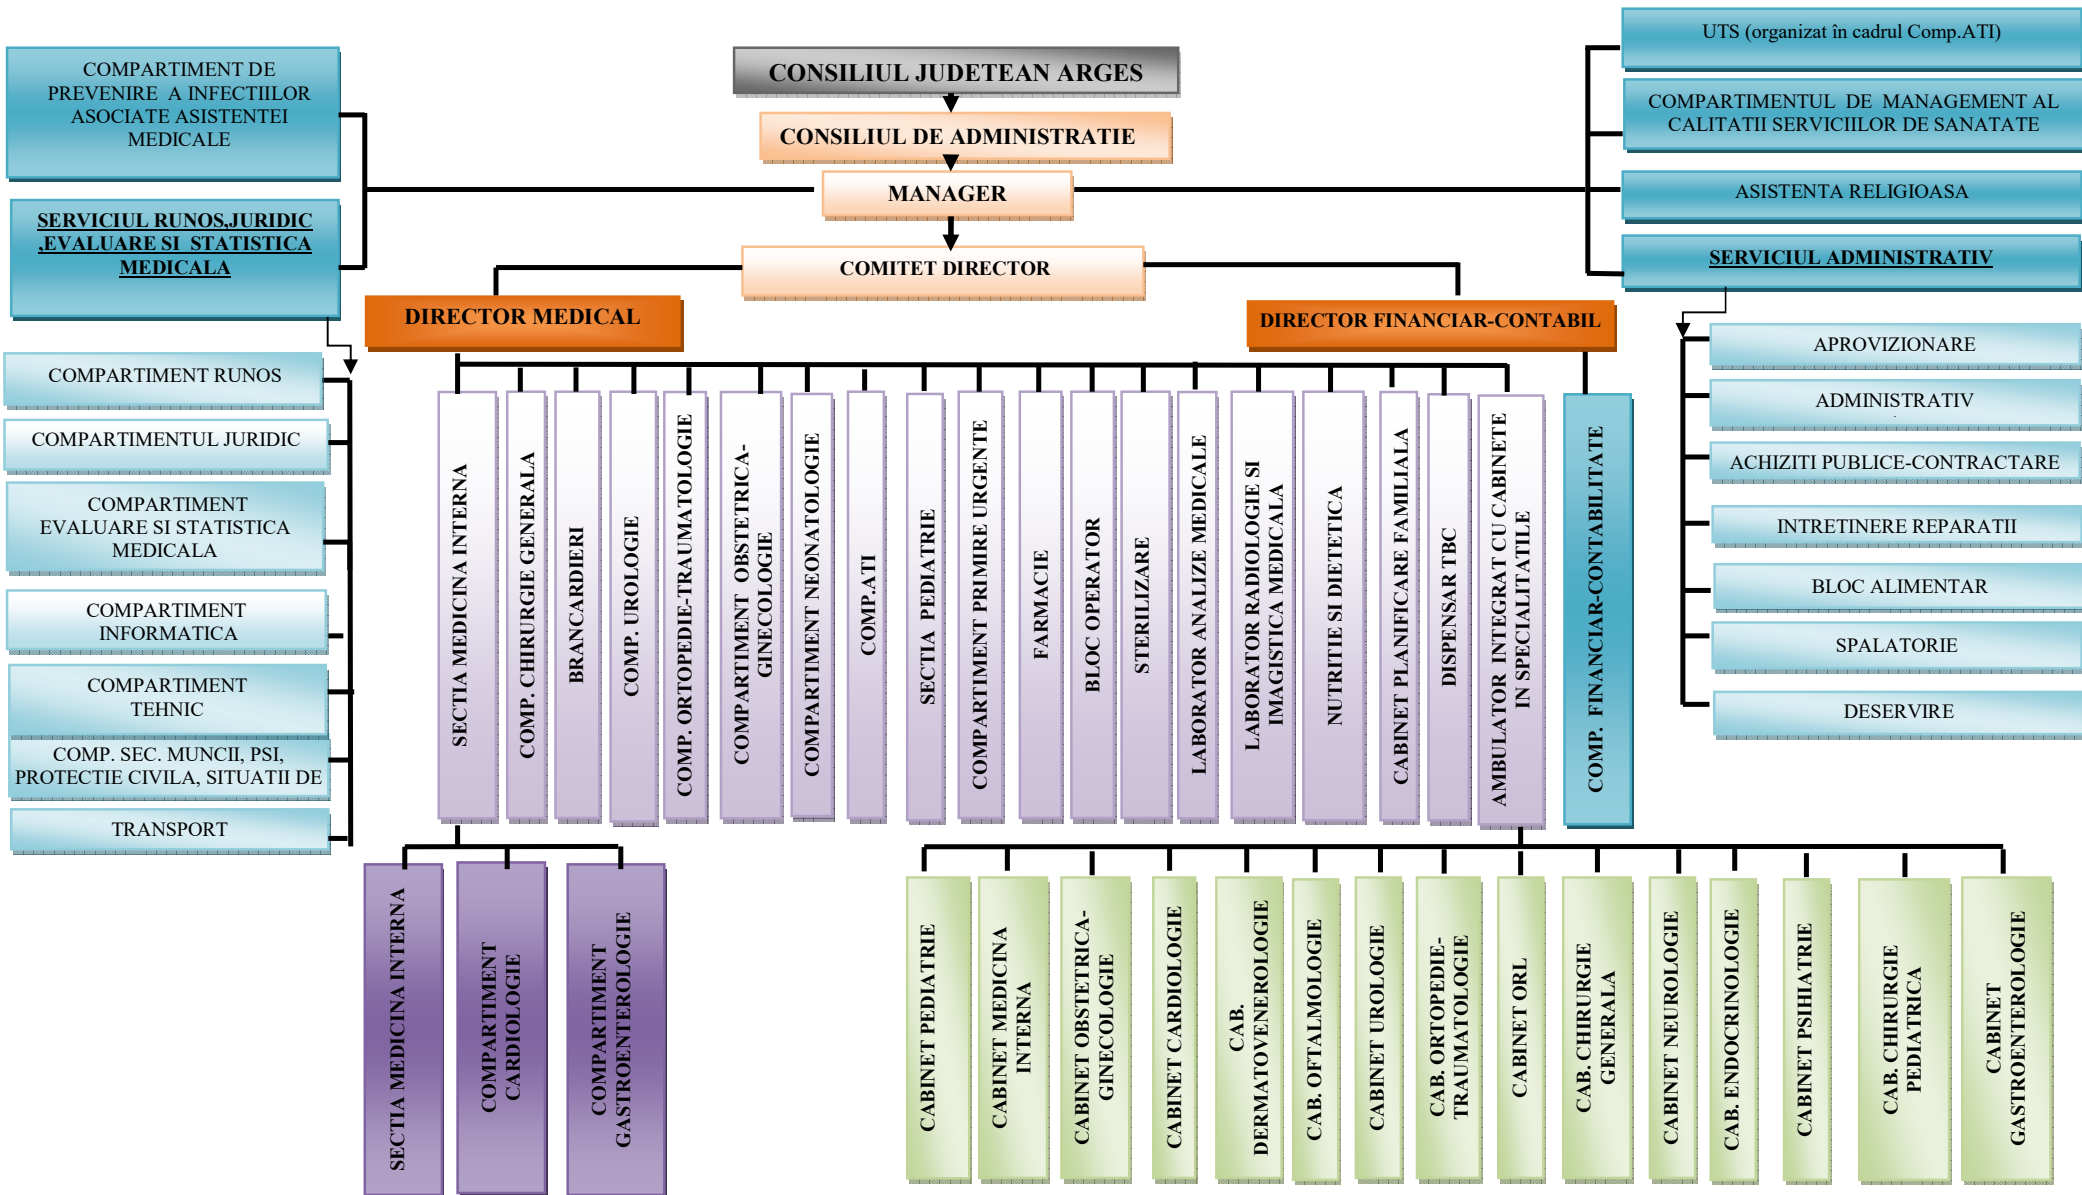 CONSILIUL JUDETEAN ARGES
CONSILIUL DE ADMINISTRATIE
MANAGER
COMITET DIRECTOR
COMPARTIMENT DE
PREVENIRE A INFECTIILOR
ASOCIATE ASISTENTEI
MEDICALE
SERVICIUL RUNOS,JURIDIC
,EVALUARE SI STATISTICA
MEDICALA
UTS (organizat în cadrul Comp.ATI)
COMPARTIMENTUL DE MANAGEMENT AL
CALITATII SERVICIILOR DE SANATATE
ASISTENTA RELIGIOASA
SERVICIUL ADMINISTRATIV
DIRECTOR MEDICAL
DIRECTOR FINANCIAR-CONTABIL
COMPARTIMENT RUNOS
COMPARTIMENTUL JURIDIC
COMPARTIMENT
EVALUARE SI STATISTICA
MEDICALA
COMPARTIMENT
INFORMATICA
COMPARTIMENT
TEHNIC
COMP. SEC. MUNCII, PSI,
PROTECTIE CIVILA, SITUATII DE
TRANSPORT
SECTIA MEDICINA INTERNA
COMP. CHIRURGIE GENERALA
BRANCARDIERI
COMP. UROLOGIE
COMP. ORTOPEDIE-TRAUMATOLOGIE
COMPARTIMENT OBSTETRICA-
GINECOLOGIE
COMPARTIMENT NEONATOLOGIE
COMP.ATI
SECTIA PEDIATRIE
COMPARTIMENT PRIMIRE URGENTE
FARMACIE
BLOC OPERATOR
STERILIZARE
LABORATOR ANALIZE MEDICALE
LABORATOR RADIOLOGIE SI
IMAGISTICA MEDICALA
NUTRITIE SI DIETETICA
CABINET PLANIFICARE FAMILIALA
DISPENSAR TBC
AMBULATOR INTEGRAT CU CABINETE
IN SPECIALITATILE
COMP. FINANCIAR-CONTABILITATE
APROVIZIONARE
ADMINISTRATIV
ACHIZITI PUBLICE-CONTRACTARE
INTRETINERE REPARATII
BLOC ALIMENTAR
SPALATORIE
DESERVIRE
SECTIA MEDICINA INTERNA
COMPARTIMENT
CARDIOLOGIE
COMPARTIMENT
GASTROENTEROLOGIE
CABINET PEDIATRIE
CABINET MEDICINA
INTERNA
CABINET OBSTETRICA-
GINECOLOGIE
CABINET CARDIOLOGIE
CAB.
DERMATOVENEROLOGIE
CAB. OFTALMOLOGIE
CABINET UROLOGIE
CAB. ORTOPEDIE-
TRAUMATOLOGIE
CABINET ORL
CAB. CHIRURGIE
GENERALA
CABINET NEUROLOGIE
CAB. ENDOCRINOLOGIE
CABINET PSIHIATRIE
CAB. CHIRURGIE
PEDIATRICA
CABINET
GASTROENTEROLOGIE